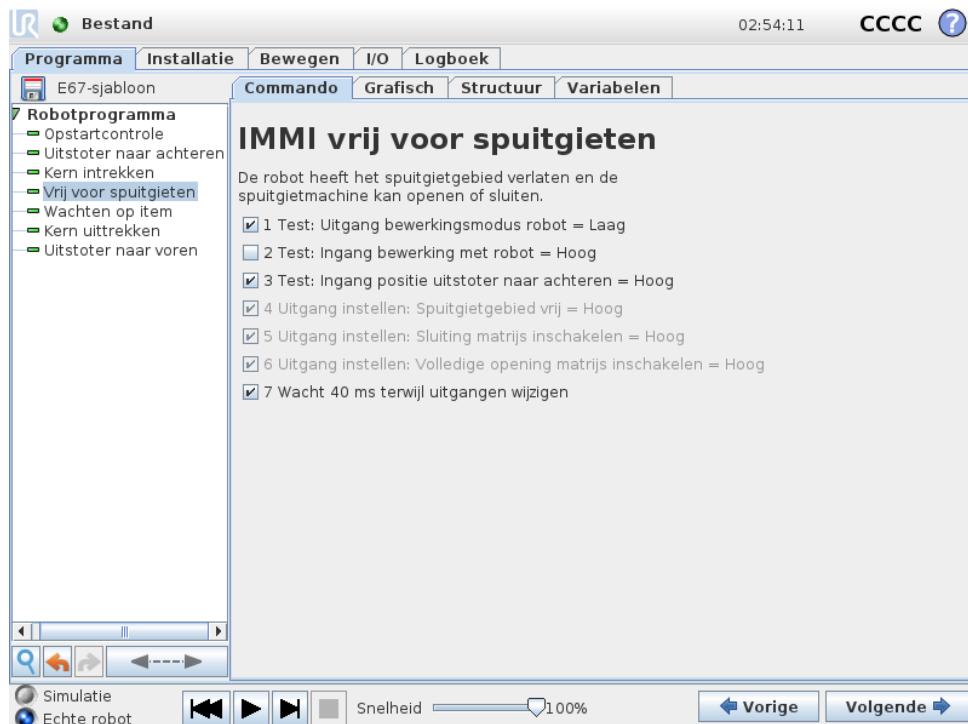 UR Bestand 02:54:11 CCCC ?
Programma Installatie Bewegen I/O Logboek
E67-sjabloon
Robotprogramma
Opstartcontrole
Uitstoter naar achteren
Kern intrekken
Vrij voor spuitgieten
Wachten op item
Kern uittrekken
Uitstoter naar voren
Commando Grafisch Structuur Variabelen
IMMI vrij voor spuitgieten
De robot heeft het spuitgietgebied verlaten en de
spuitgietmachine kan openen of sluiten.
1 Test: Uitgang bewerkingsmodus robot = Laag
2 Test: Ingang bewerking met robot = Hoog
3 Test: Ingang positie uitstoter naar achteren = Hoog
4 Uitgang instellen: Spuitgietgebied vrij = Hoog
5 Uitgang instellen: Sluiting matrijs inschakelen = Hoog
6 Uitgang instellen: Volledige opening matrijs inschakelen = Hoog
7 Wacht 40 ms terwijl uitgangen wijzigen
Simulatie
Echte robot
Snelheid 100%
Vorige Volgende